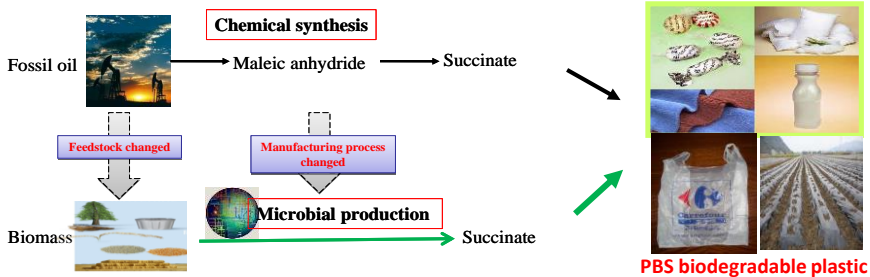 Chemical synthesis
Fossil oil
Maleic anhydride
Succinate
Feedstock changed
Manufacturing process
changed
Biomass
Microbial production
Succinate
Carrefour
PBS biodegradable plastic